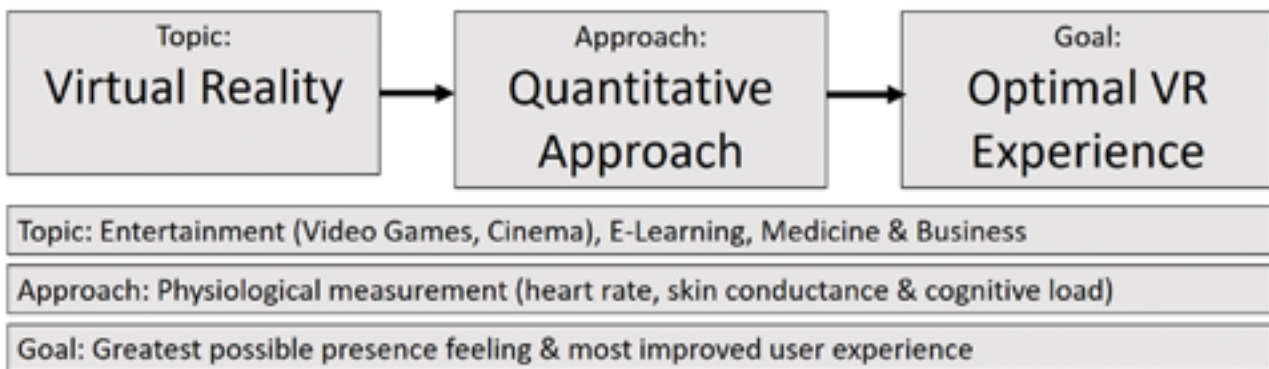 Topic:
Virtual Reality
Approach:
Quantitative
Approach
Goal:
Optimal VR
Experience
Topic: Entertainment (Video Games, Cinema), E-Learning, Medicine & Business
Approach: Physiological measurement (heart rate, skin conductance & cognitive load)
Goal: Greatest possible presence feeling & most improved user experience